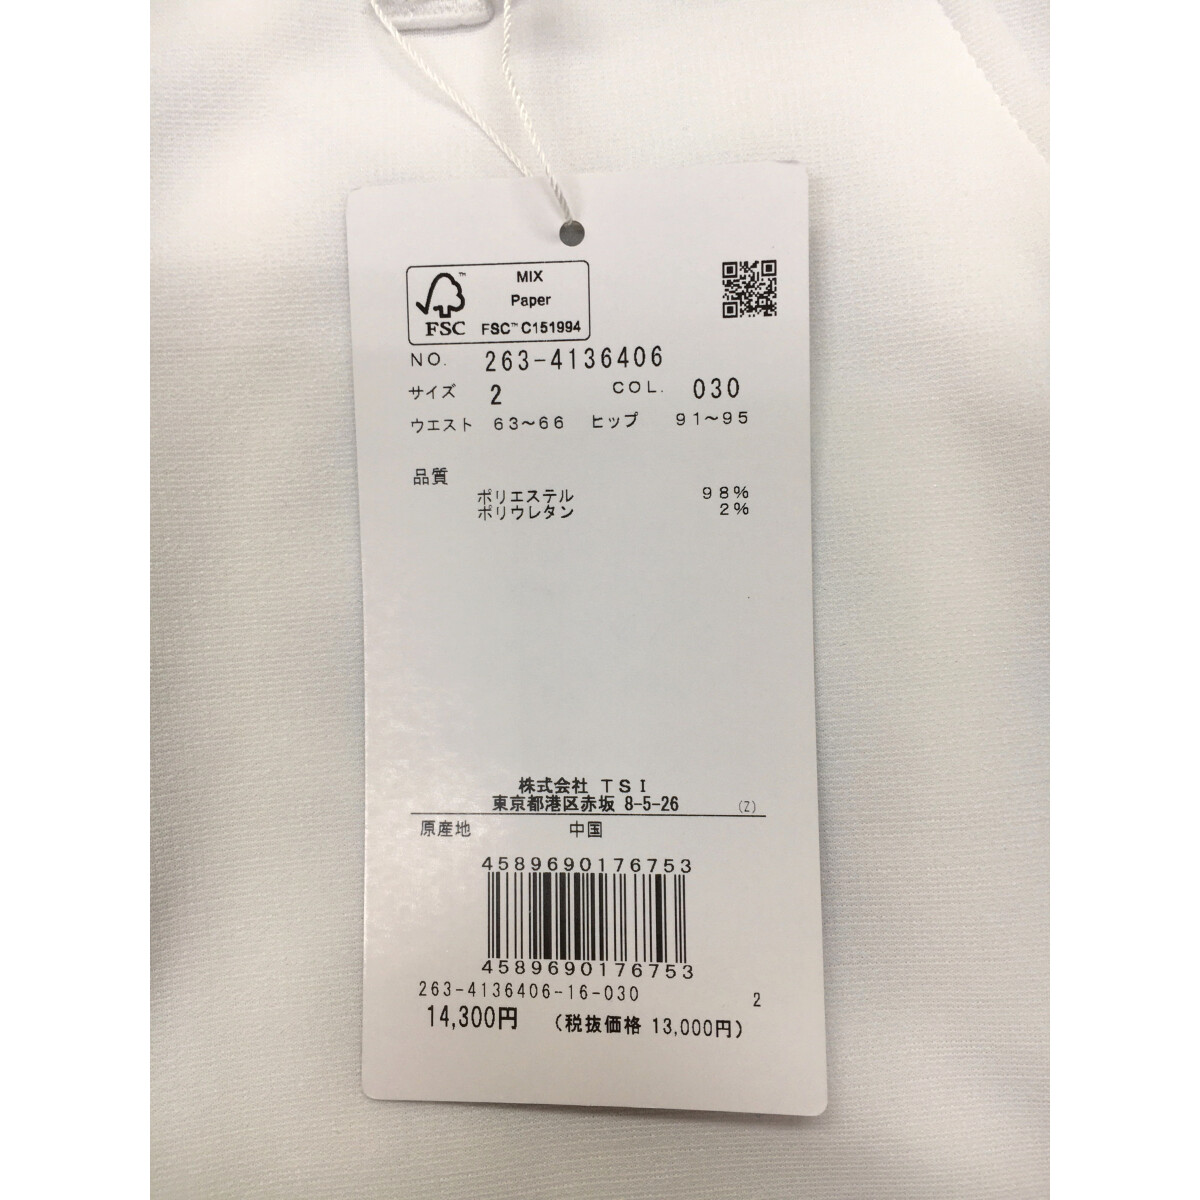 MIX
Paper
FSC™ FSC™ C151994
NO. 263-4136406
サイズ 2 COL. 030
ウエスト 63～66 ヒップ 91～95
品質
ポリエステル 98%
ポリウレタン 2%
株式会社 TSI
東京都港区赤坂 8-5-26 (Z)
原産地 中国
4589690176753
4589690176753
263-4136406-16-030 2
14,300円 (税抜価格 13,000円)